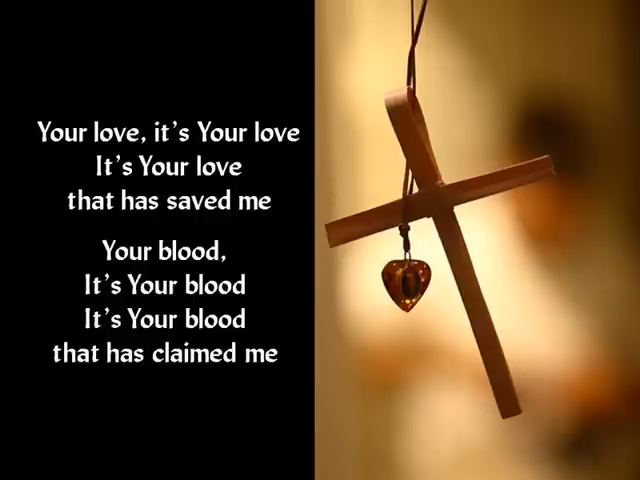 Your love, it's Your love
It's Your love
that has saved me
Your blood,
It's Your blood
It's Your blood
that has claimed me